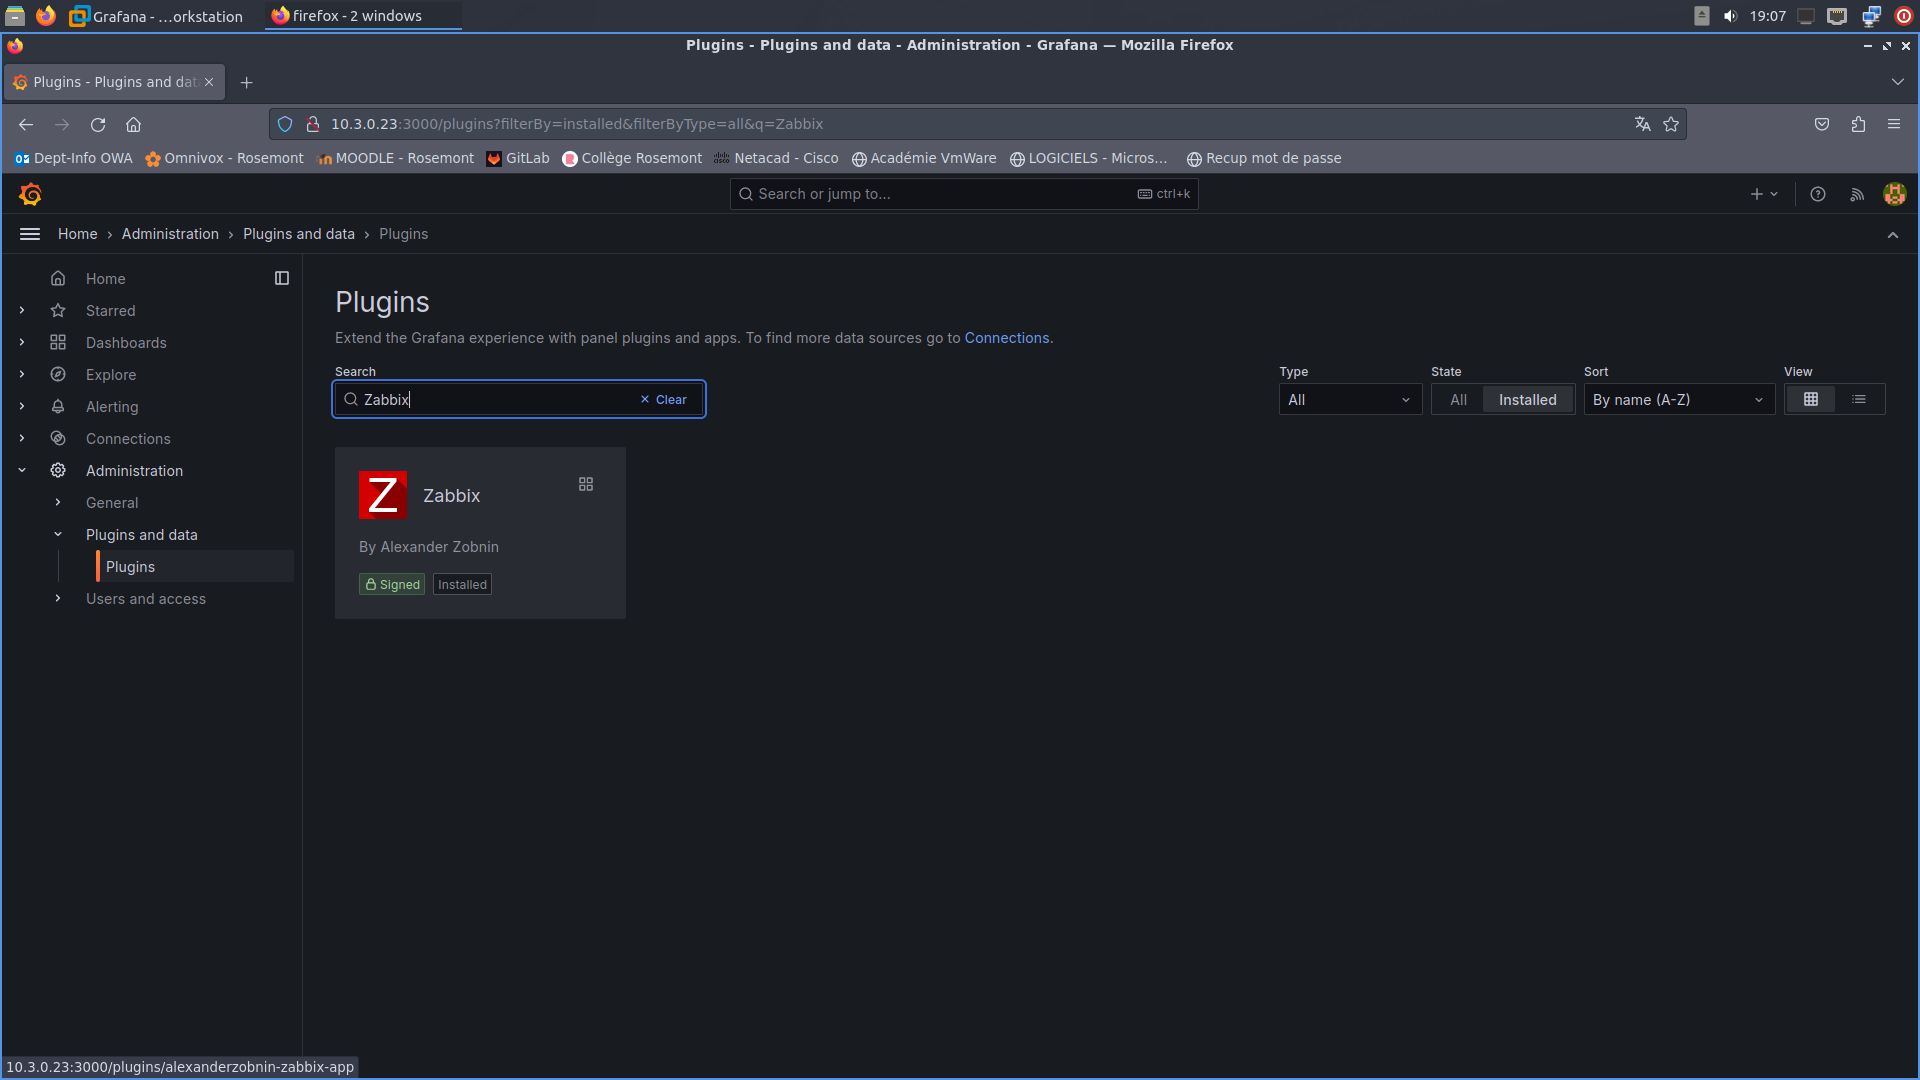 Grafana - ...orkstation
firefox - 2 windows
19:07
Plugins - Plugins and data - Administration - Grafana — Mozilla Firefox
Plugins - Plugins and dat
10.3.0.23:3000/plugins?filterBy=installed&filterByType=all&q=Zabbix
Dept-Info OWA
Omnivox - Rosemont
MOODLE - Rosemont
GitLab
Collège Rosemont
Netacad - Cisco
Académie VmWare
LOGICIELS - Micros...
Recup mot de passe
Search or jump to...
ctrl+k
Home › Administration › Plugins and data › Plugins
Home
Starred
Dashboards
Explore
Alerting
Connections
Administration
General
Plugins and data
Plugins
Users and access
Plugins
Extend the Grafana experience with panel plugins and apps. To find more data sources go to Connections.
Search
Zabbix
Clear
Type
All
State
All
Installed
Sort
By name (A-Z)
View
Z
Zabbix
By Alexander Zobnin
Signed
Installed
10.3.0.23:3000/plugins/alexanderzobnin-zabbix-app